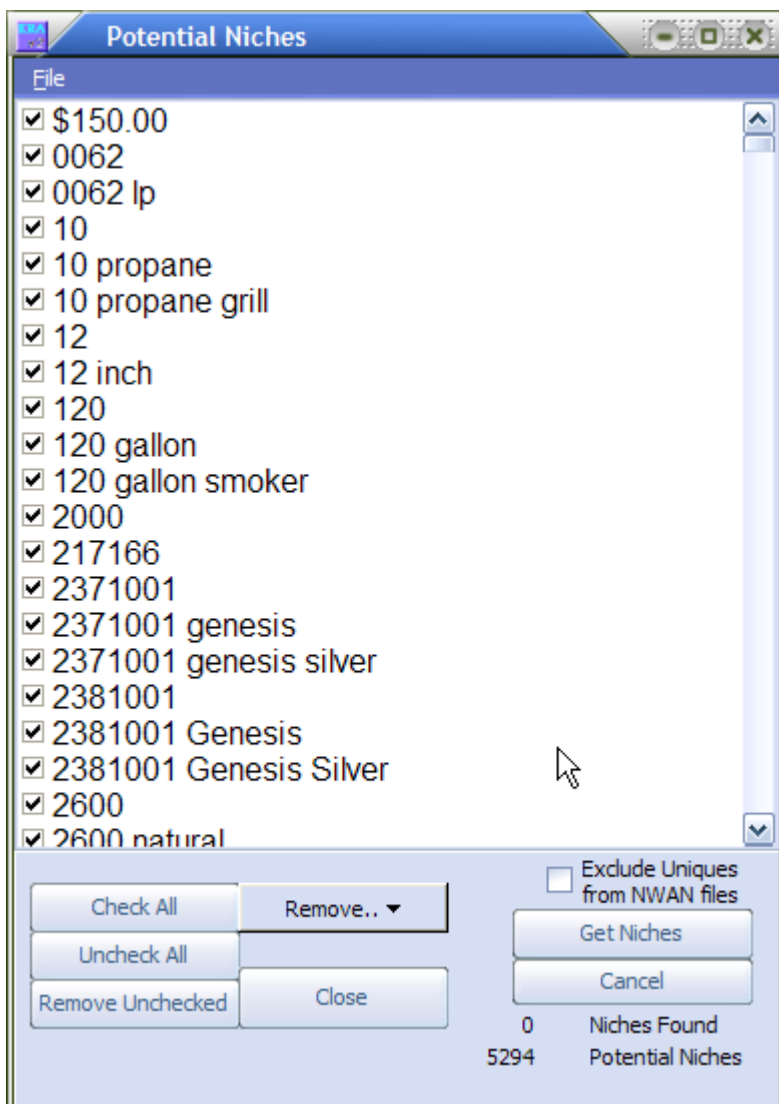 Potential Niches
File
$150.00
0062
0062 lp
10
10 propane
10 propane grill
12
12 inch
120
120 gallon
120 gallon smoker
2000
217166
2371001
2371001 genesis
2371001 genesis silver
2381001
2381001 Genesis
2381001 Genesis Silver
2600
2600 natural
Exclude Uniques
from NWAN files
Check All
Remove..
Get Niches
Uncheck All
Cancel
Remove Unchecked
Close
0 Niches Found
5294 Potential Niches